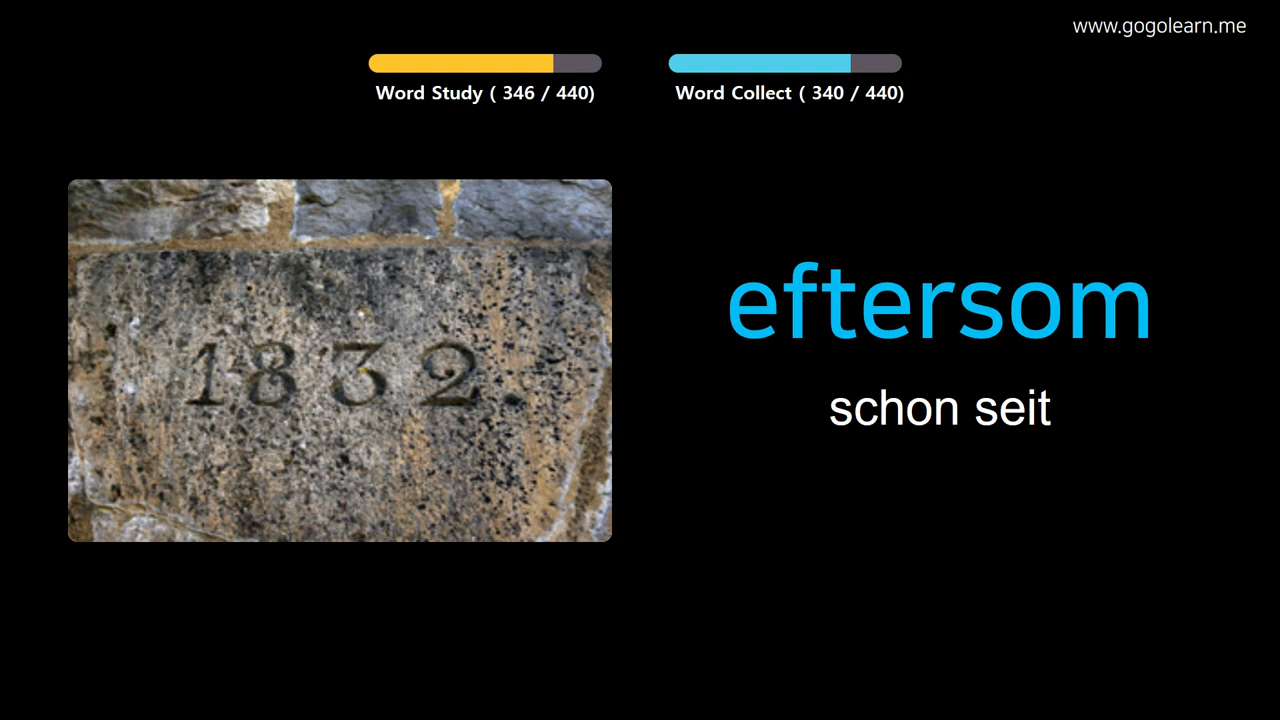 www.gogolearn.me
Word Study ( 346 / 440)
Word Collect ( 340 / 440)
1832.
eftersom
schon seit